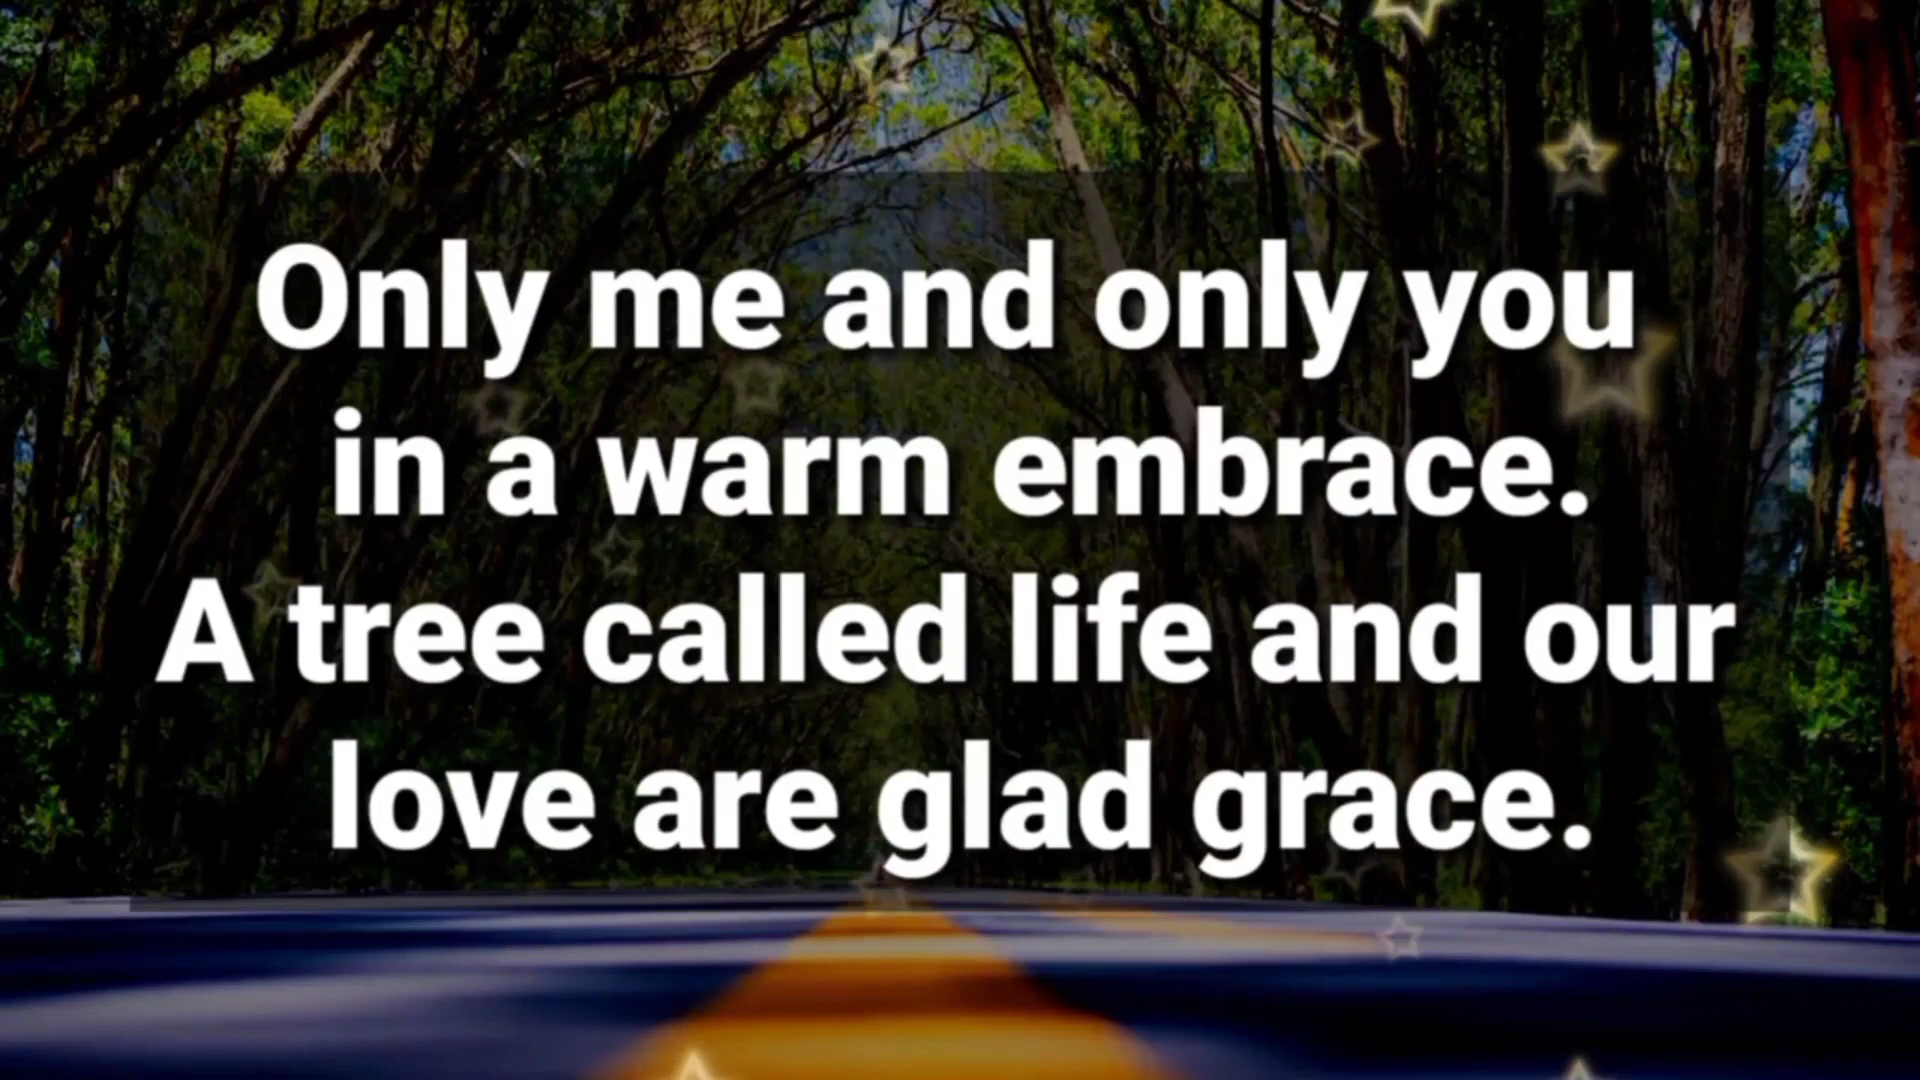 Only me and only you
in a warm embrace.
A tree called life and our
love are glad grace.